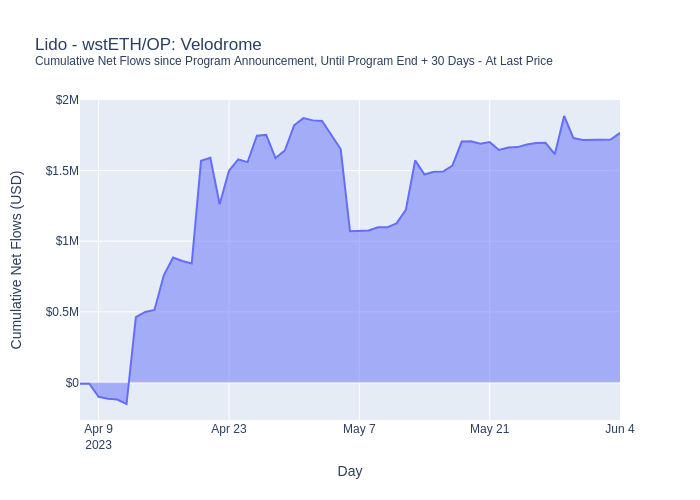 Lido - wstETH/OP: Velodrome
Cumulative Net Flows since Program Announcement, Until Program End + 30 Days - At Last Price
Cumulative Net Flows (USD)
$2M
$1.5M
$1M
$0.5M
$0
Apr 9
2023
Apr 23
May 7
May 21
Jun 4
Day